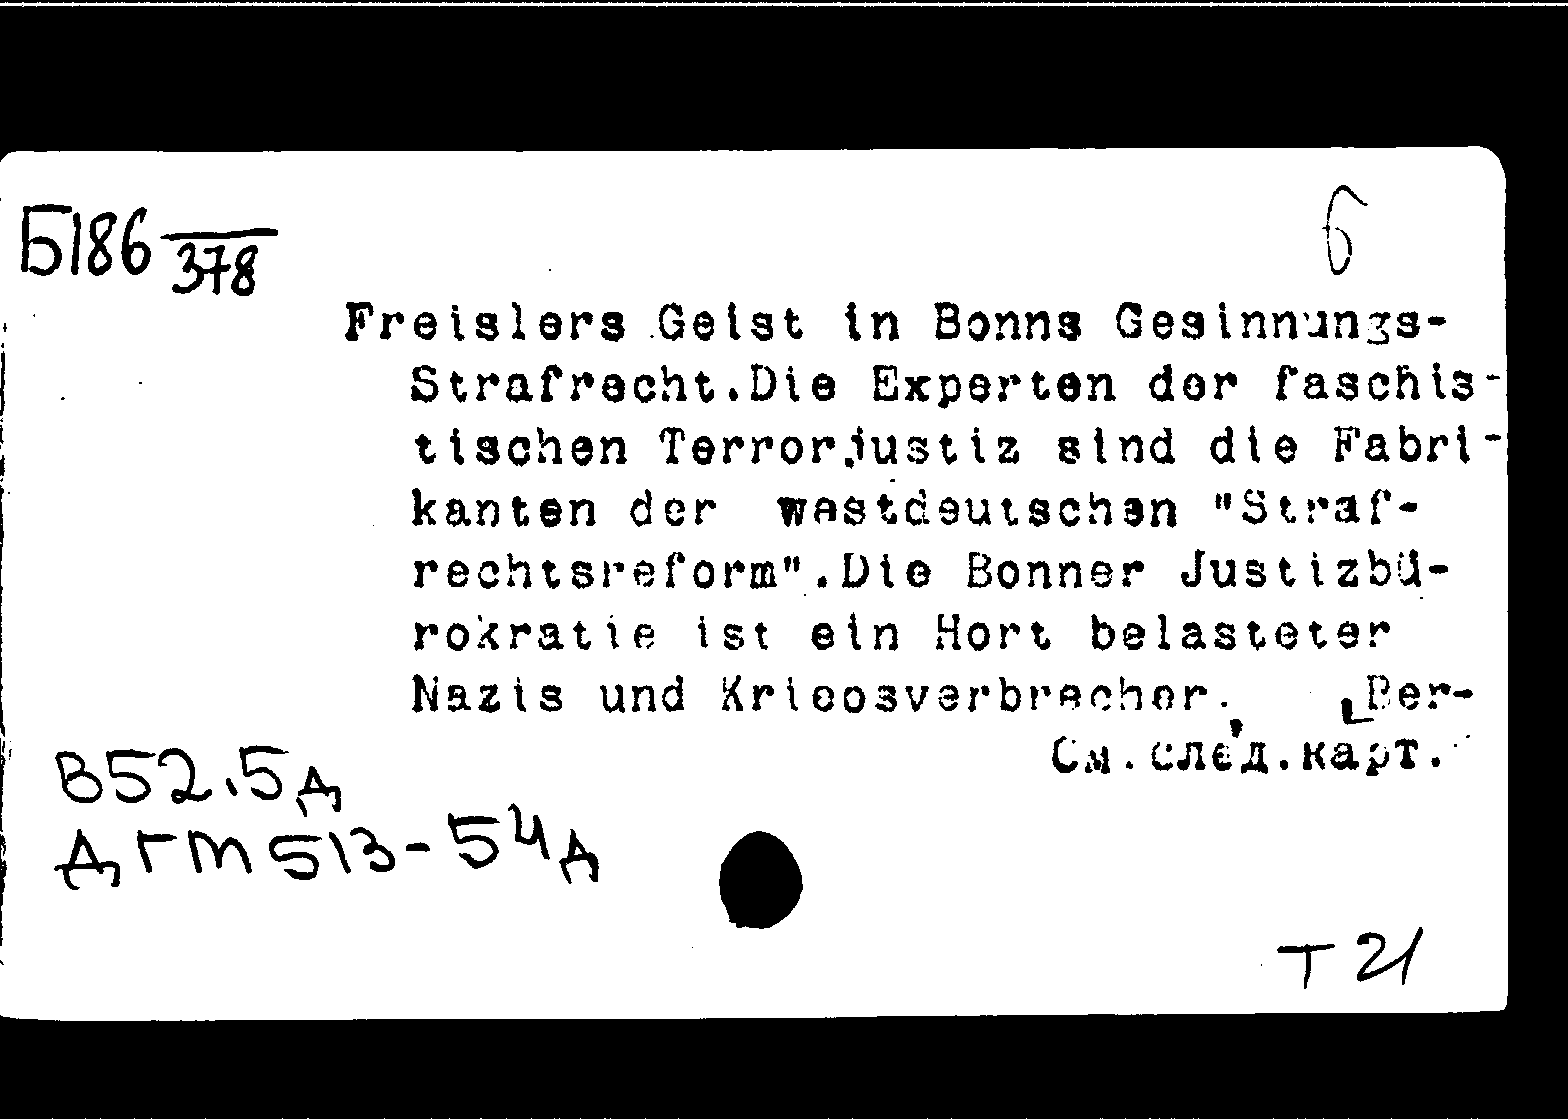 Б186 378
6
Freislers Geist in Bonns Gesinnungs-
Strafrecht.Die Experten der faschis-
tischen Terrorjustiz sind die Fabri-
kanten der westdeutschen "Straf-
rechtsreform".Die Bonner Justizbü-
rokratie ist ein Hort belasteter
Nazis und Kriegsverbrecher. Ber-
См.след.карт.
В52.5д
ДГТ513-54д
Т21